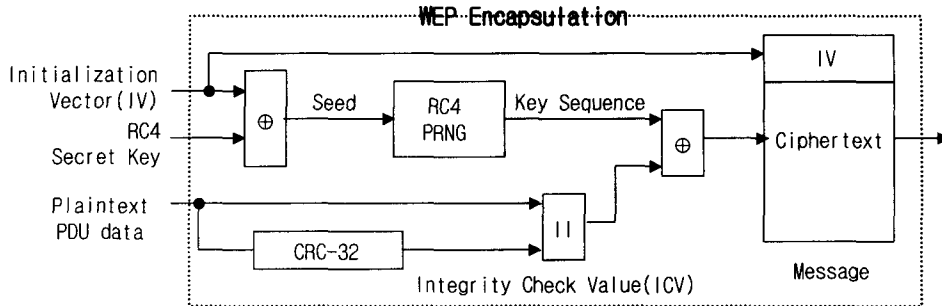 WEP Encapsulation
Initialization
Vector(IV)
RC4
Secret Key
⊕
Seed
RC4
PRNG
Key Sequence
⊕
IV
Ciphertext
Plaintext
PDU data
CRC-32
||
Integrity Check Value(ICV)
Message